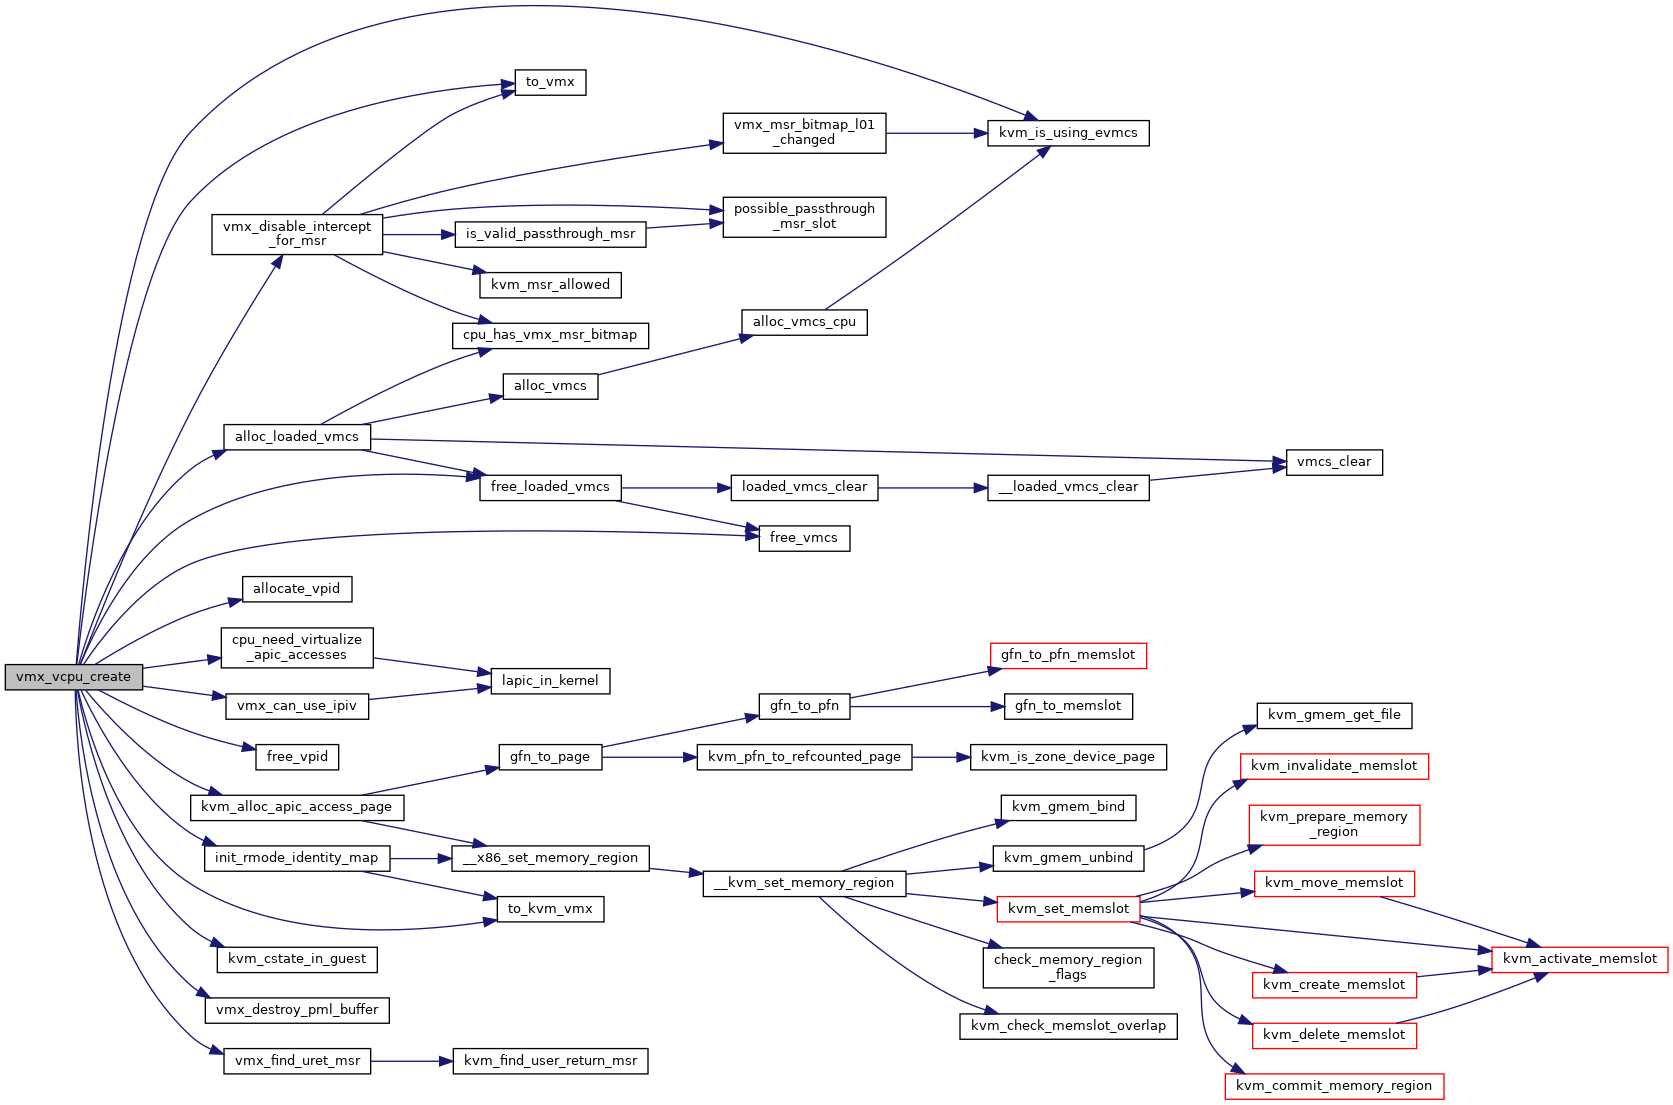 to_vmx
vmx_msr_bitmap_l01
_changed
kvm_is_using_evmcs
possible_passthrough
_msr_slot
vmx_disable_intercept
_for_msr
is_valid_passthrough_msr
kvm_msr_allowed
alloc_vmcs_cpu
cpu_has_vmx_msr_bitmap
alloc_vmcs
alloc_loaded_vmcs
vmcs_clear
free_loaded_vmcs
loaded_vmcs_clear
__loaded_vmcs_clear
free_vmcs
allocate_vpid
cpu_need_virtualize
_apic_accesses
gfn_to_pfn_memslot
vmx_vcpu_create
lapic_in_kernel
vmx_can_use_ipiv
gfn_to_pfn
gfn_to_memslot
kvm_gmem_get_file
free_vpid
gfn_to_page
kvm_pfn_to_refcounted_page
kvm_is_zone_device_page
kvm_invalidate_memslot
kvm_alloc_apic_access_page
kvm_gmem_bind
kvm_prepare_memory
_region
init_rmode_identity_map
__x86_set_memory_region
kvm_gmem_unbind
__kvm_set_memory_region
kvm_move_memslot
to_kvm_vmx
kvm_set_memslot
kvm_cstate_in_guest
check_memory_region
_flags
kvm_activate_memslot
kvm_create_memslot
vmx_destroy_pml_buffer
kvm_check_memslot_overlap
kvm_delete_memslot
vmx_find_uret_msr
kvm_find_user_return_msr
kvm_commit_memory_region